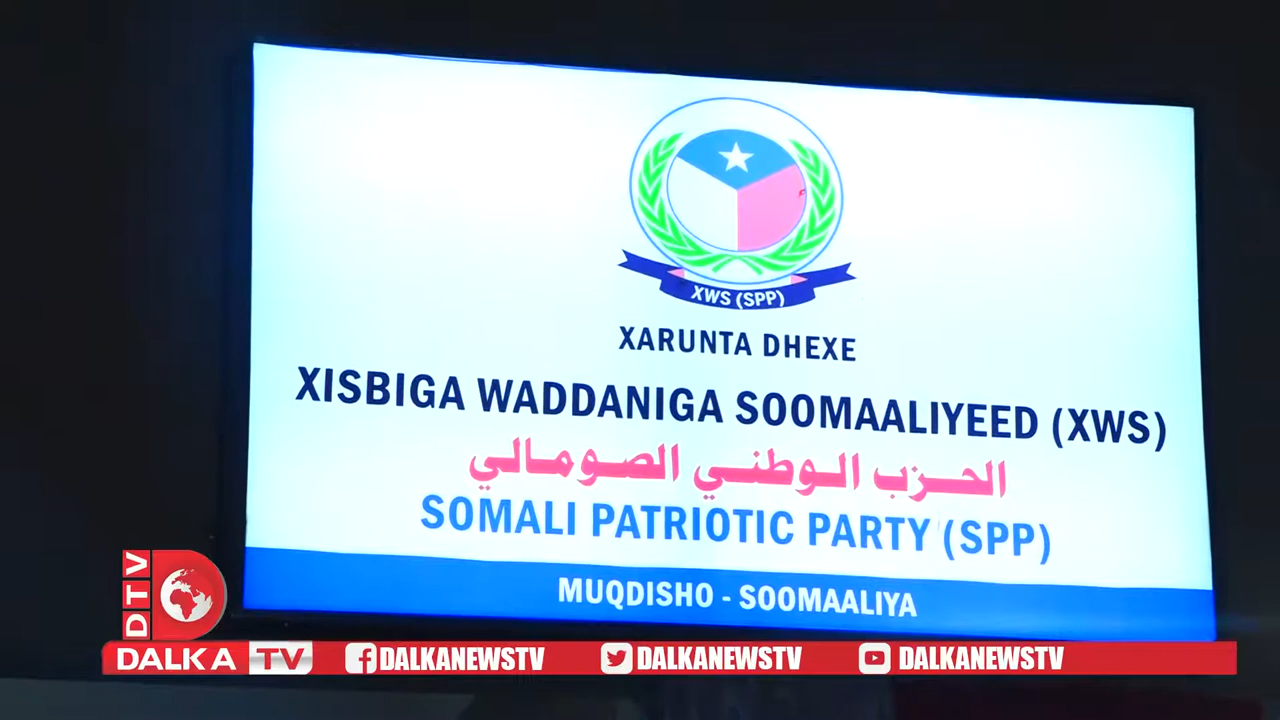 XWS (SPP)
XARUNTA DHEXE
XISBIGA WADDANIGA SOOMAALIYEED (XWS)
الحزب الوطني الصومالي
SOMALI PATRIOTIC PARTY (SPP)
MUQDISHO - SOOMAALIYA
DTV
DALKA TV
DALKANEWSTV
DALKANEWSTV
DALKANEWSTV